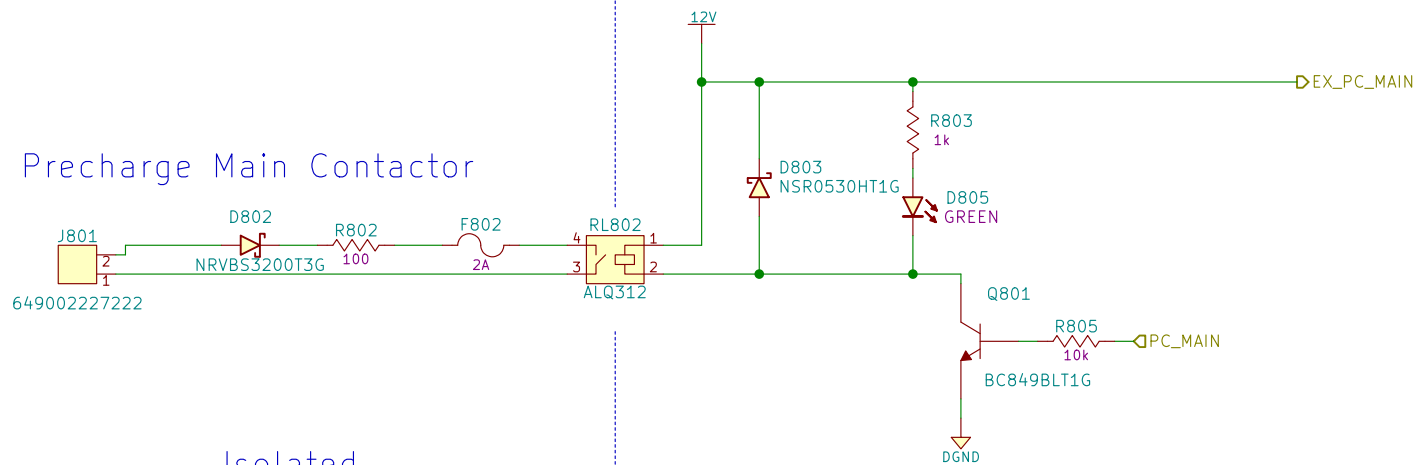 12V
EX_PC_MAIN
R803
1k
Precharge Main Contactor
D803
NSR0530HT1G
D805
GREEN
D802
R802
F802
RL802
J801
4
1
2
NRVBS3200T3G
100
2A
3
2
1
649002227222
ALQ312
Q801
R805
10k
PC_MAIN
BC849BLT1G
Isolated
DGND